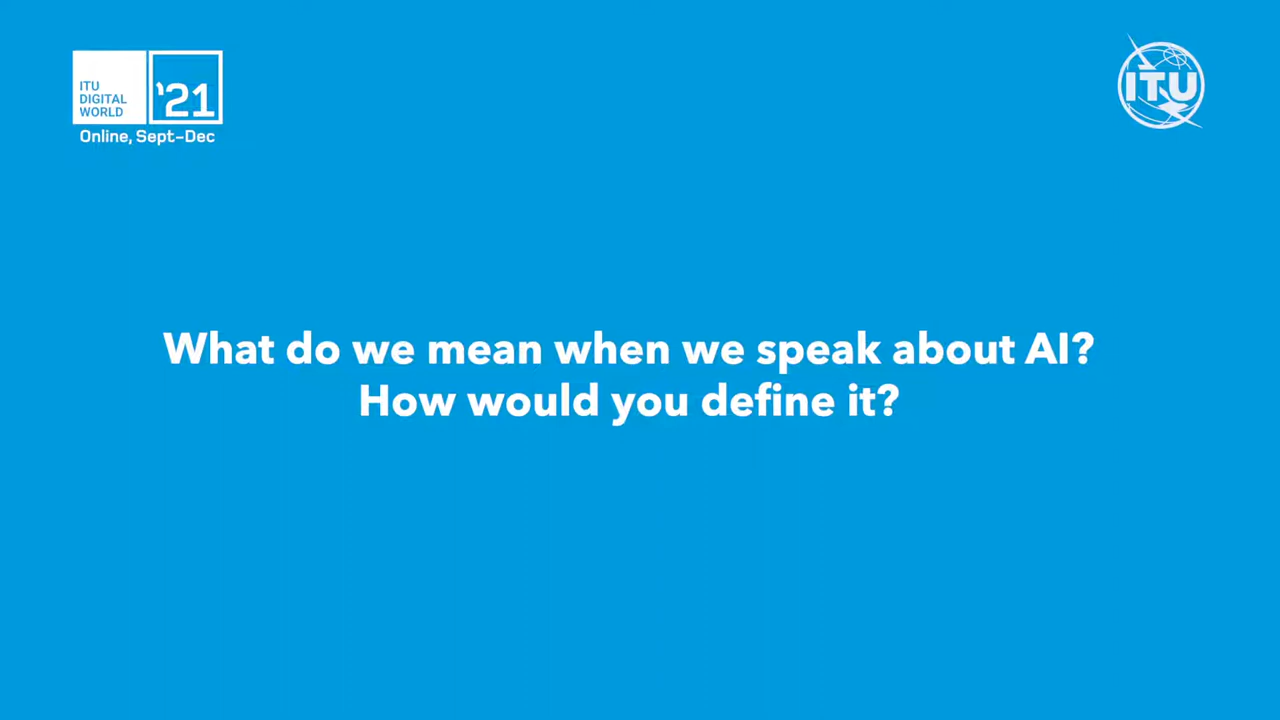 ITU
DIGITAL
WORLD
'21
Online, Sept-Dec
ITU
What do we mean when we speak about AI?
How would you define it?